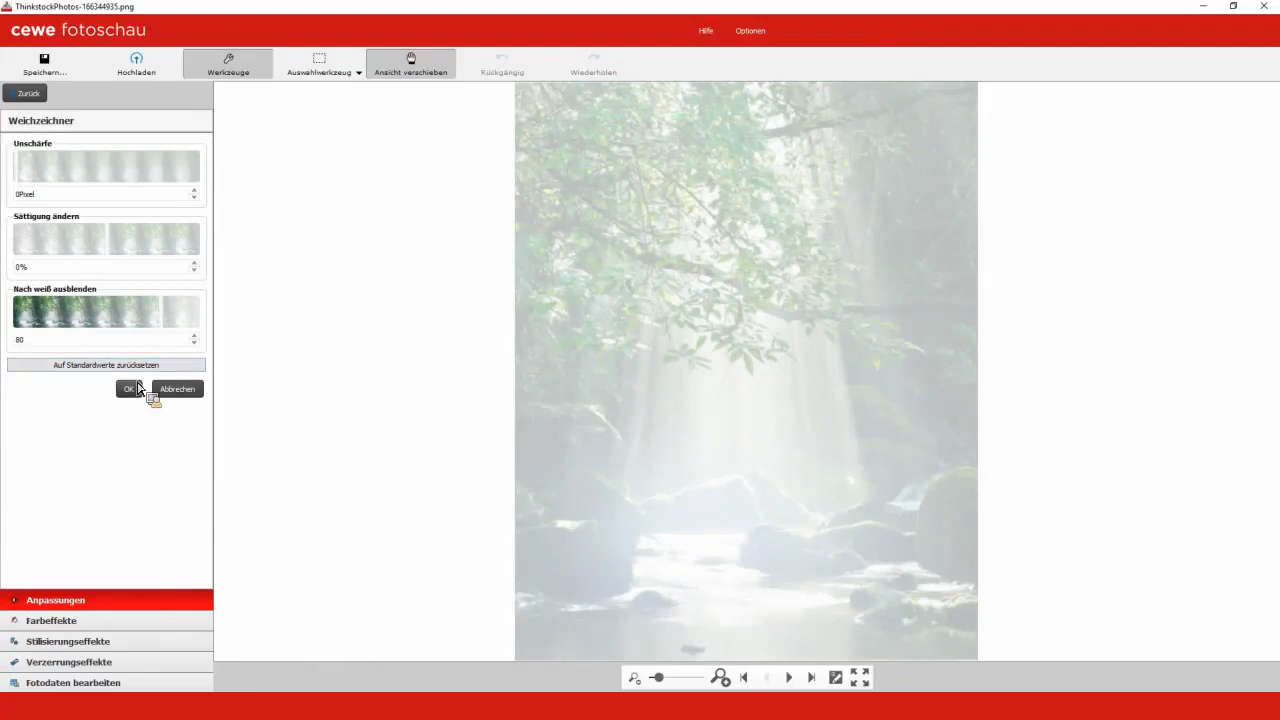 ThinkstockPhotos-166344935.png
cewe fotoschau
Hilfe
Optionen
Speichern...
Hochladen
Werkzeuge
Auswahlwerkzeug
Ansicht verschieben
Rückgängig
Wiederholen
Zurück
Weichzeichner
Unschärfe
0Pixel
Sättigung ändern
0%
Nach weiß ausblenden
80
Auf Standardwerte zurücksetzen
OK
Abbrechen
Anpassungen
Farbeffekte
Stilisierungseffekte
Verzerrungseffekte
Fotodaten bearbeiten